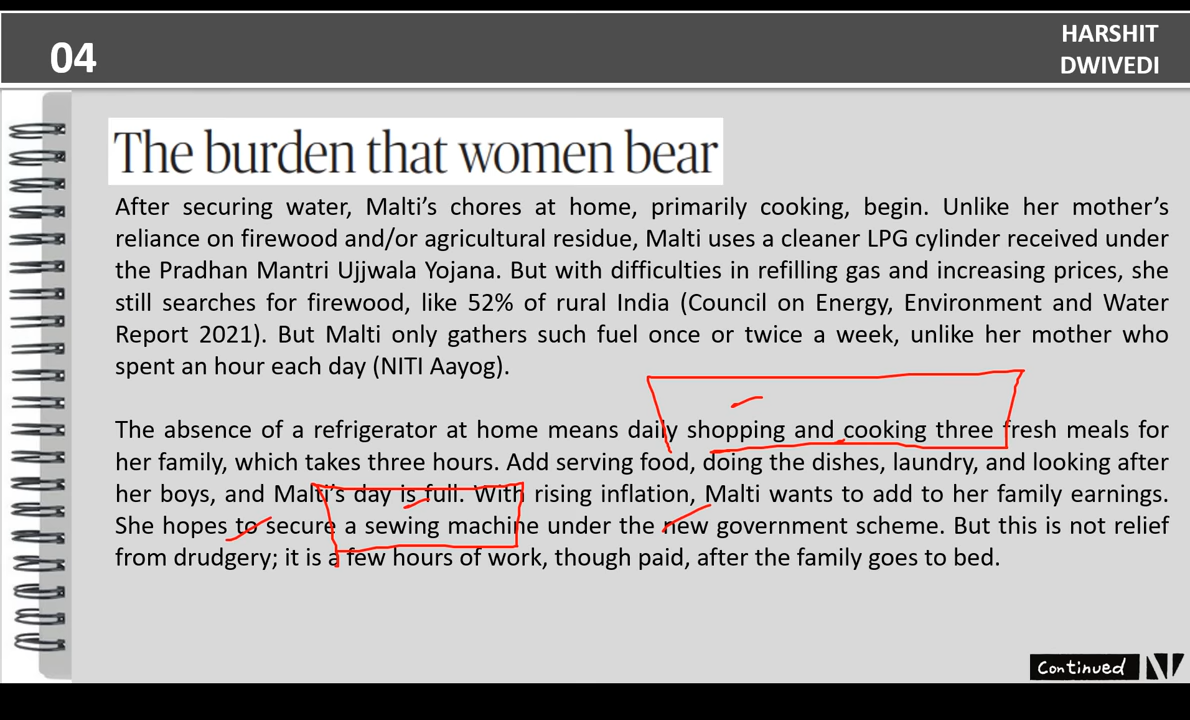 04
HARSHIT
DWIVEDI
The burden that women bear
After securing water, Malti's chores at home, primarily cooking, begin. Unlike her mother's
reliance on firewood and/or agricultural residue, Malti uses a cleaner LPG cylinder received under
the Pradhan Mantri Ujjwala Yojana. But with difficulties in refilling gas and increasing prices, she
still searches for firewood, like 52% of rural India (Council on Energy, Environment and Water
Report 2021). But Malti only gathers such fuel once or twice a week, unlike her mother who
spent an hour each day (NITI Aayog).
The absence of a refrigerator at home means daily shopping and cooking three fresh meals for
her family, which takes three hours. Add serving food, doing the dishes, laundry, and looking after
her boys, and Malti's day is full. With rising inflation, Malti wants to add to her family earnings.
She hopes to secure a sewing machine under the new government scheme. But this is not relief
from drudgery; it is a few hours of work, though paid, after the family goes to bed.
Continued